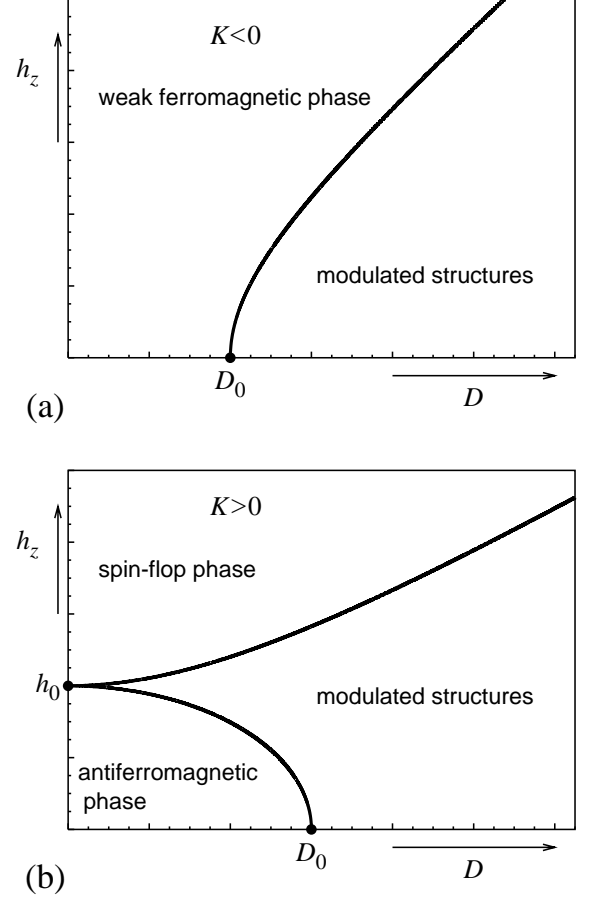 K<0
h_z
weak ferromagnetic phase
modulated structures
D_0
D
(a)
K>0
h_z
spin-flop phase
h_0
modulated structures
antiferromagnetic
phase
D_0
D
(b)